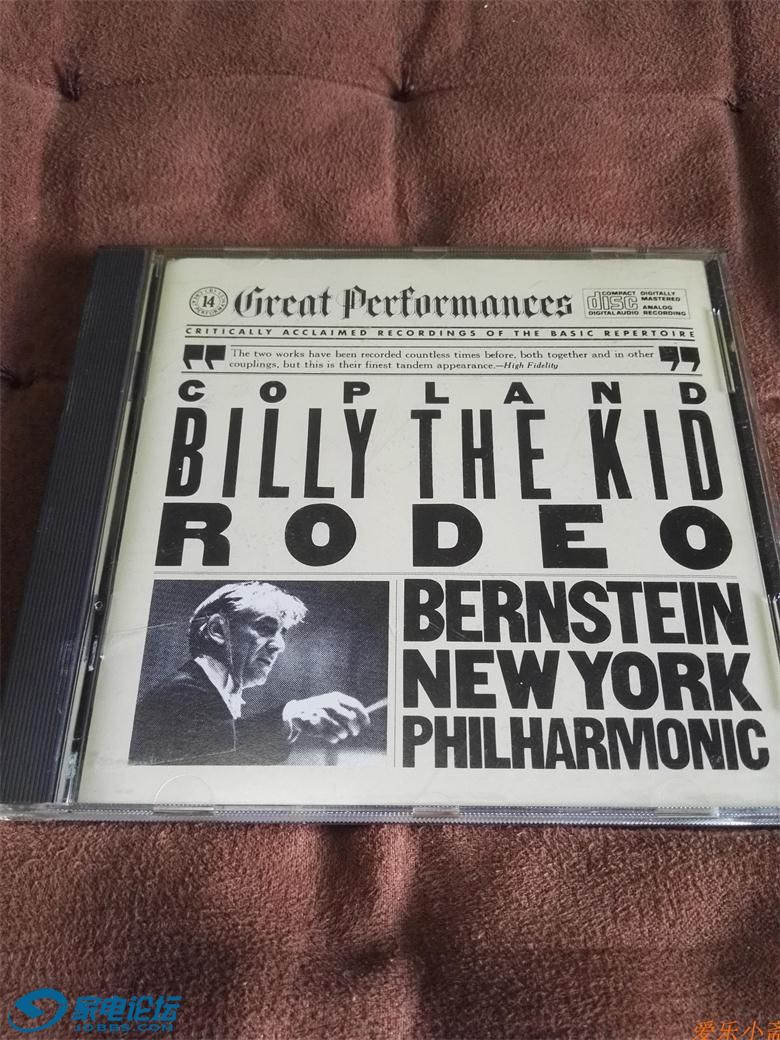 14
Great Performances
COMPACT
disc
DIGITAL AUDIO
DIGITALLY
MASTERED
ANALOG
RECORDING
CRITICALLY ACCLAIMED RECORDINGS OF THE BASIC REPERTOIRE
" The two works have been recorded countless times before, both together and in other "
couplings, but this is their finest tandem appearance.—High Fidelity
COPLAND
BILLY THE KID
RODEO
BERNSTEIN
NEW YORK
PHILHARMONIC
家电论坛
JDBBS.COM
爱乐小斋